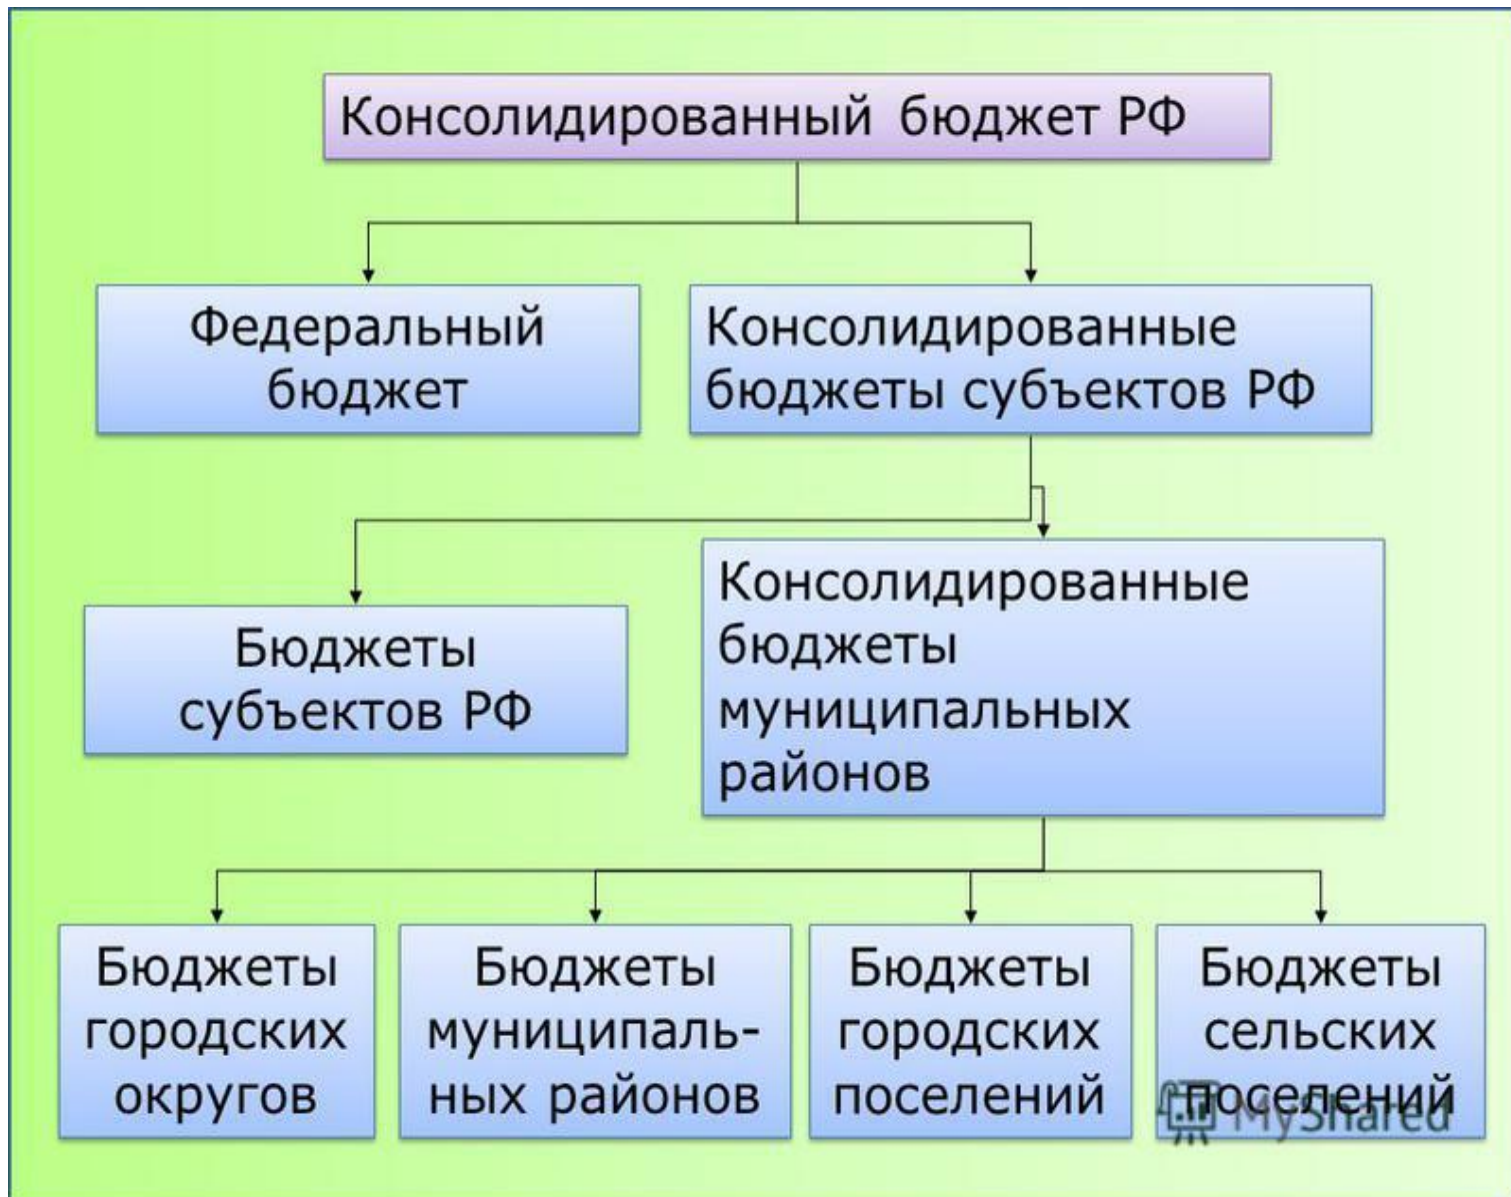 Консолидированный бюджет РФ
Федеральный
бюджет
Консолидированные
бюджеты субъектов РФ
Бюджеты
субъектов РФ
Консолидированные
бюджеты
муниципальных
районов
Бюджеты
городских
округов
Бюджеты
муниципаль-
ных районов
Бюджеты
городских
поселений
Бюджеты
сельских
поселений
MyShared